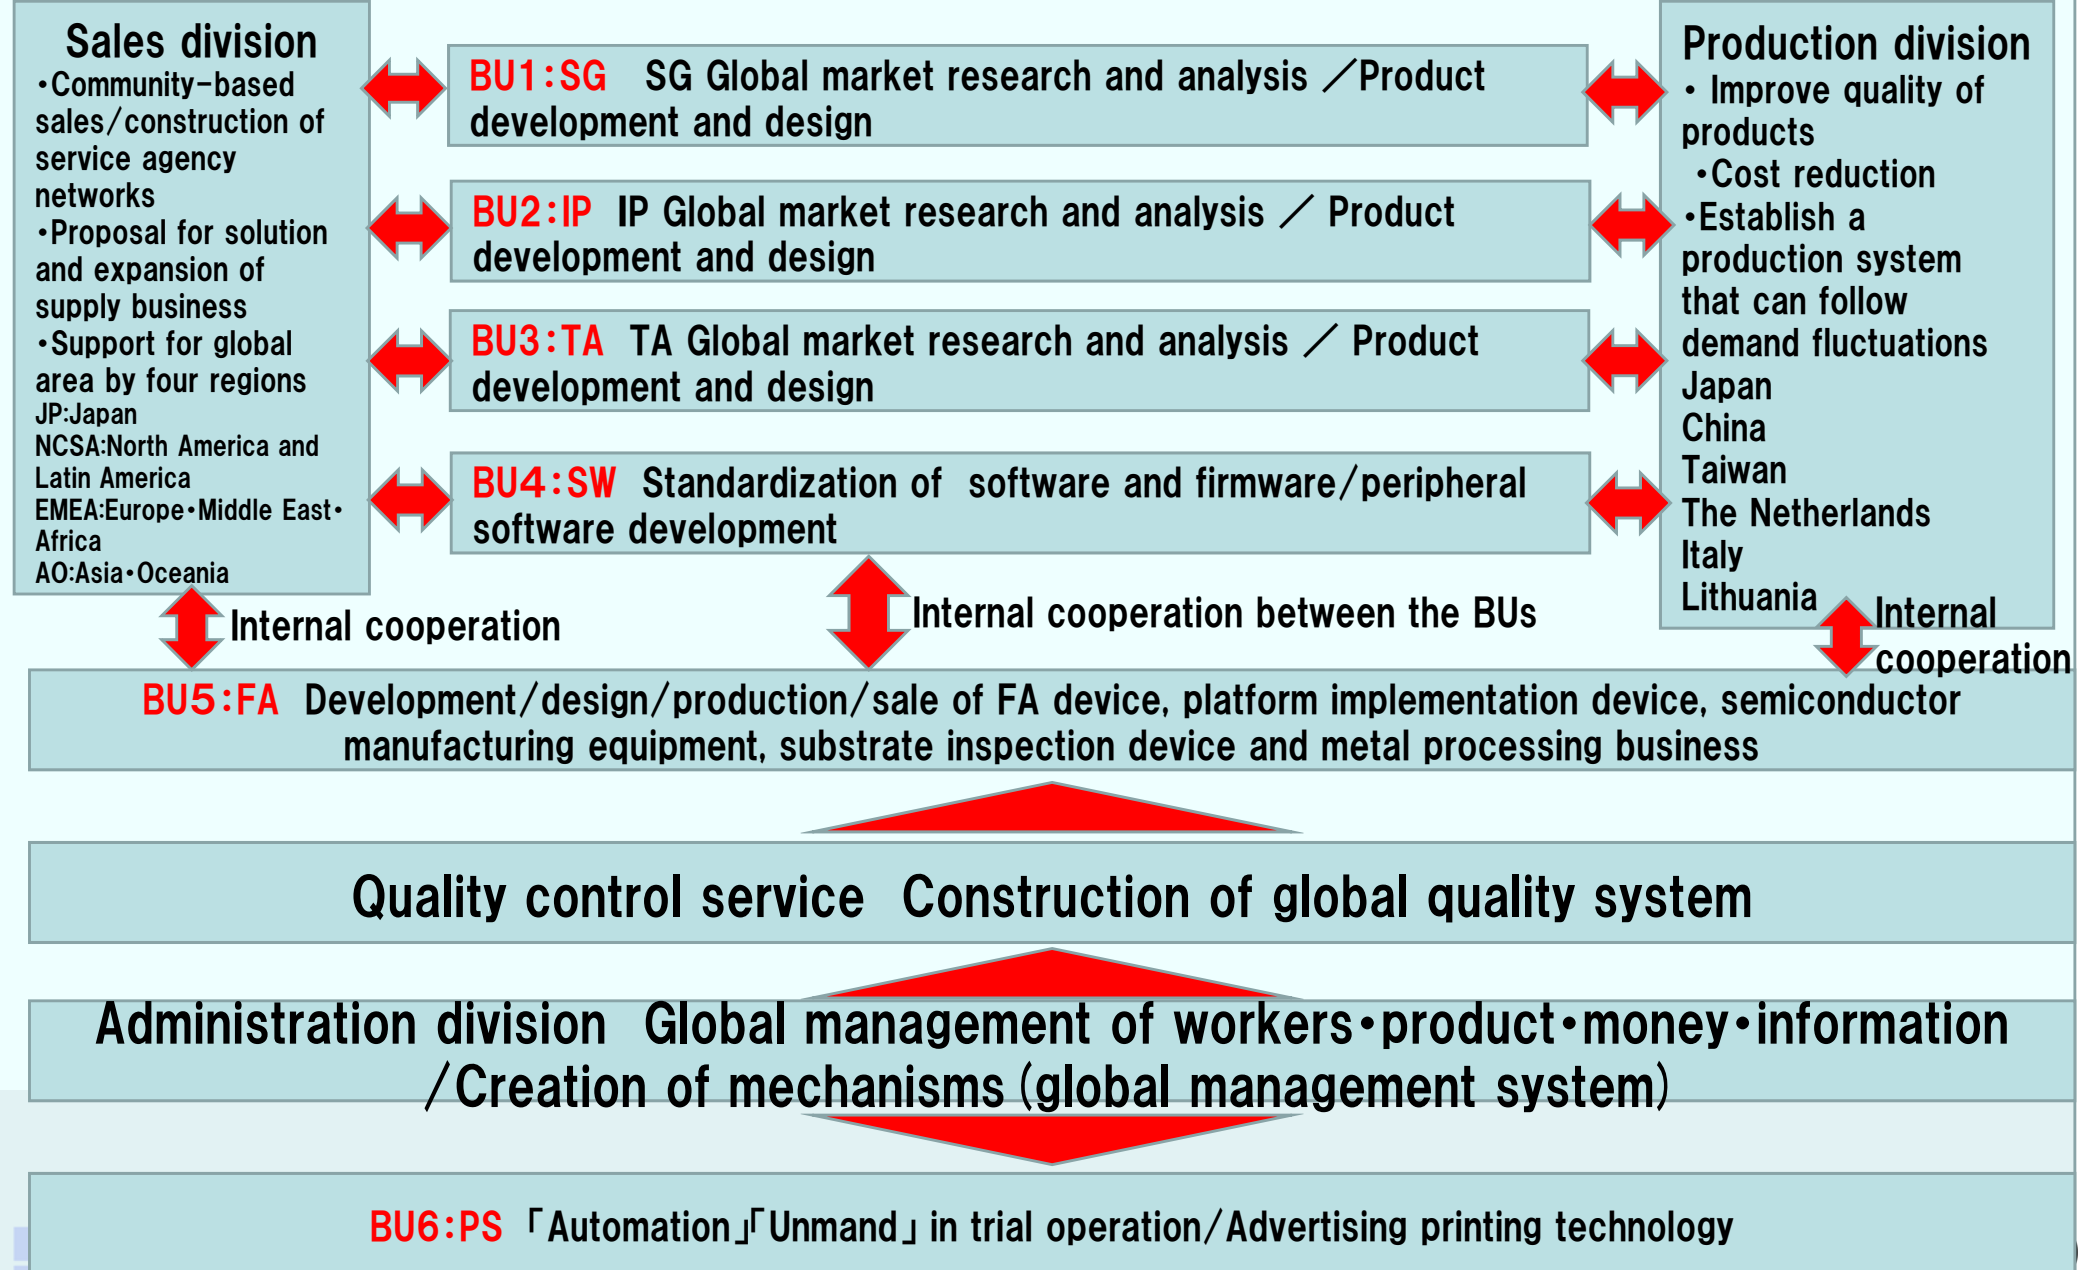 Sales division
・Community-based
sales/construction of
service agency
networks
・Proposal for solution
and expansion of
supply business
・Support for global
area by four regions
JP:Japan
NCSA:North America and
Latin America
EMEA:Europe・Middle East・
Africa
AO:Asia・Oceania
BU1:SG SG Global market research and analysis ／Product
development and design
BU2:IP IP Global market research and analysis ／ Product
development and design
BU3:TA TA Global market research and analysis ／ Product
development and design
BU4:SW Standardization of software and firmware/peripheral
software development
Production division
・ Improve quality of
products
・Cost reduction
・Establish a
production system
that can follow
demand fluctuations
Japan
China
Taiwan
The Netherlands
Italy
Lithuania
Internal cooperation
Internal cooperation between the BUs
Internal
cooperation
BU5:FA Development/design/production/sale of FA device, platform implementation device, semiconductor
manufacturing equipment, substrate inspection device and metal processing business
Quality control service Construction of global quality system
Administration division Global management of workers・product・money・information
/Creation of mechanisms（global management system）
BU6:PS 「Automation」「Unmand」 in trial operation/Advertising printing technology